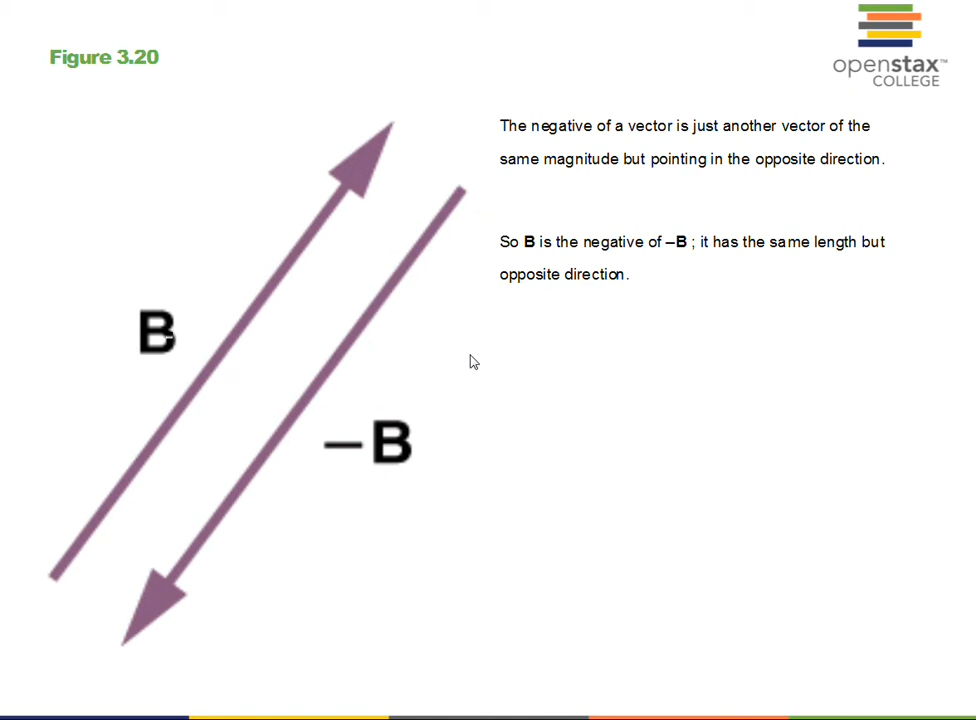 Figure 3.20
openstax™
COLLEGE
The negative of a vector is just another vector of the
same magnitude but pointing in the opposite direction.
So B is the negative of –B ; it has the same length but
opposite direction.
B
–B